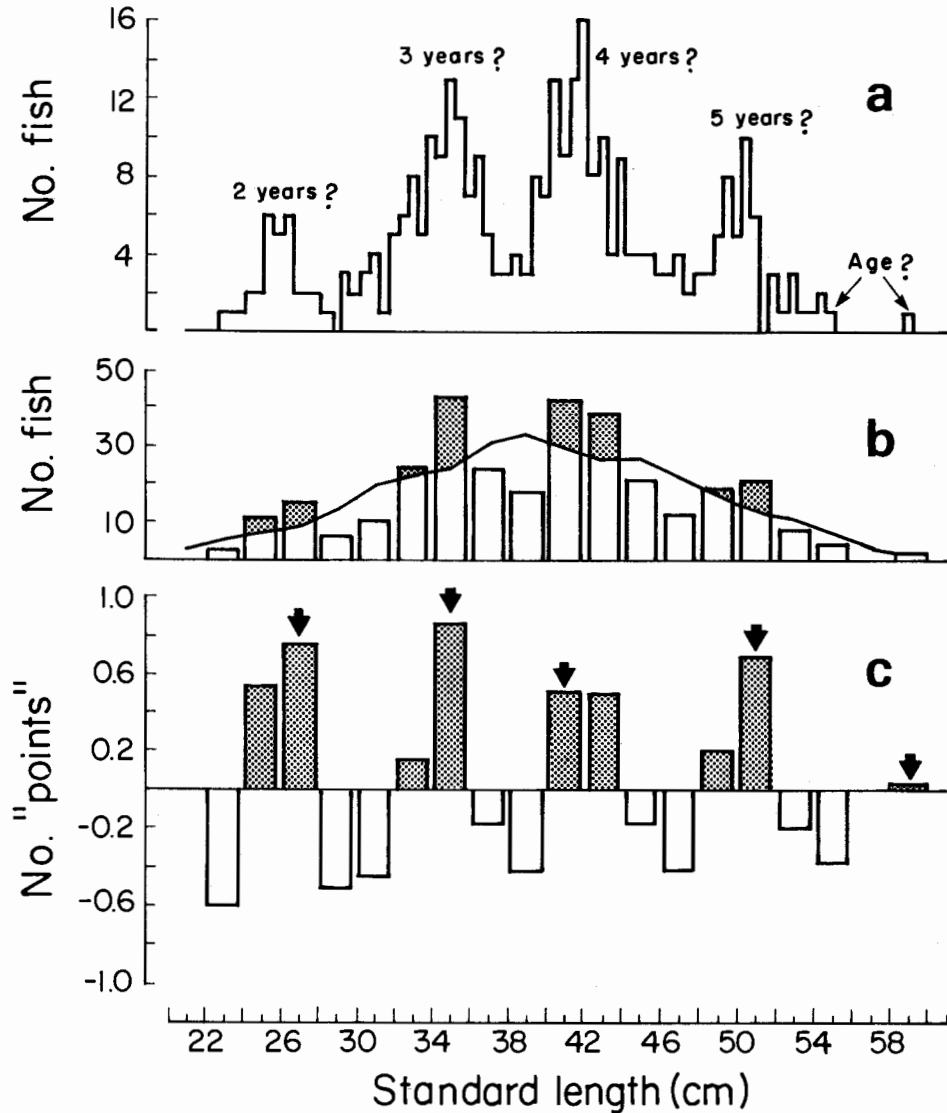 16
12
8
4
No. fish
2 years?
3 years?
4 years?
5 years?
Age?
a
50
30
10
No. fish
b
1.0
0.6
0.2
-0.2
-0.6
-1.0
No. "points"
c
22 26 30 34 38 42 46 50 54 58
Standard length (cm)